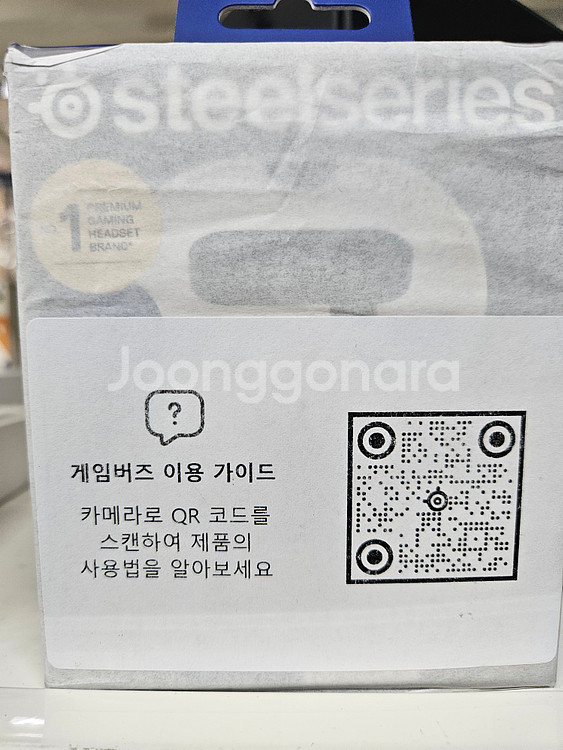 steelseries
1 PREMIUM
GAMING
HEADSET
BRAND*
Joonggonara
?
게임버즈 이용 가이드
카메라로 QR 코드를
스캔하여 제품의
사용법을 알아보세요